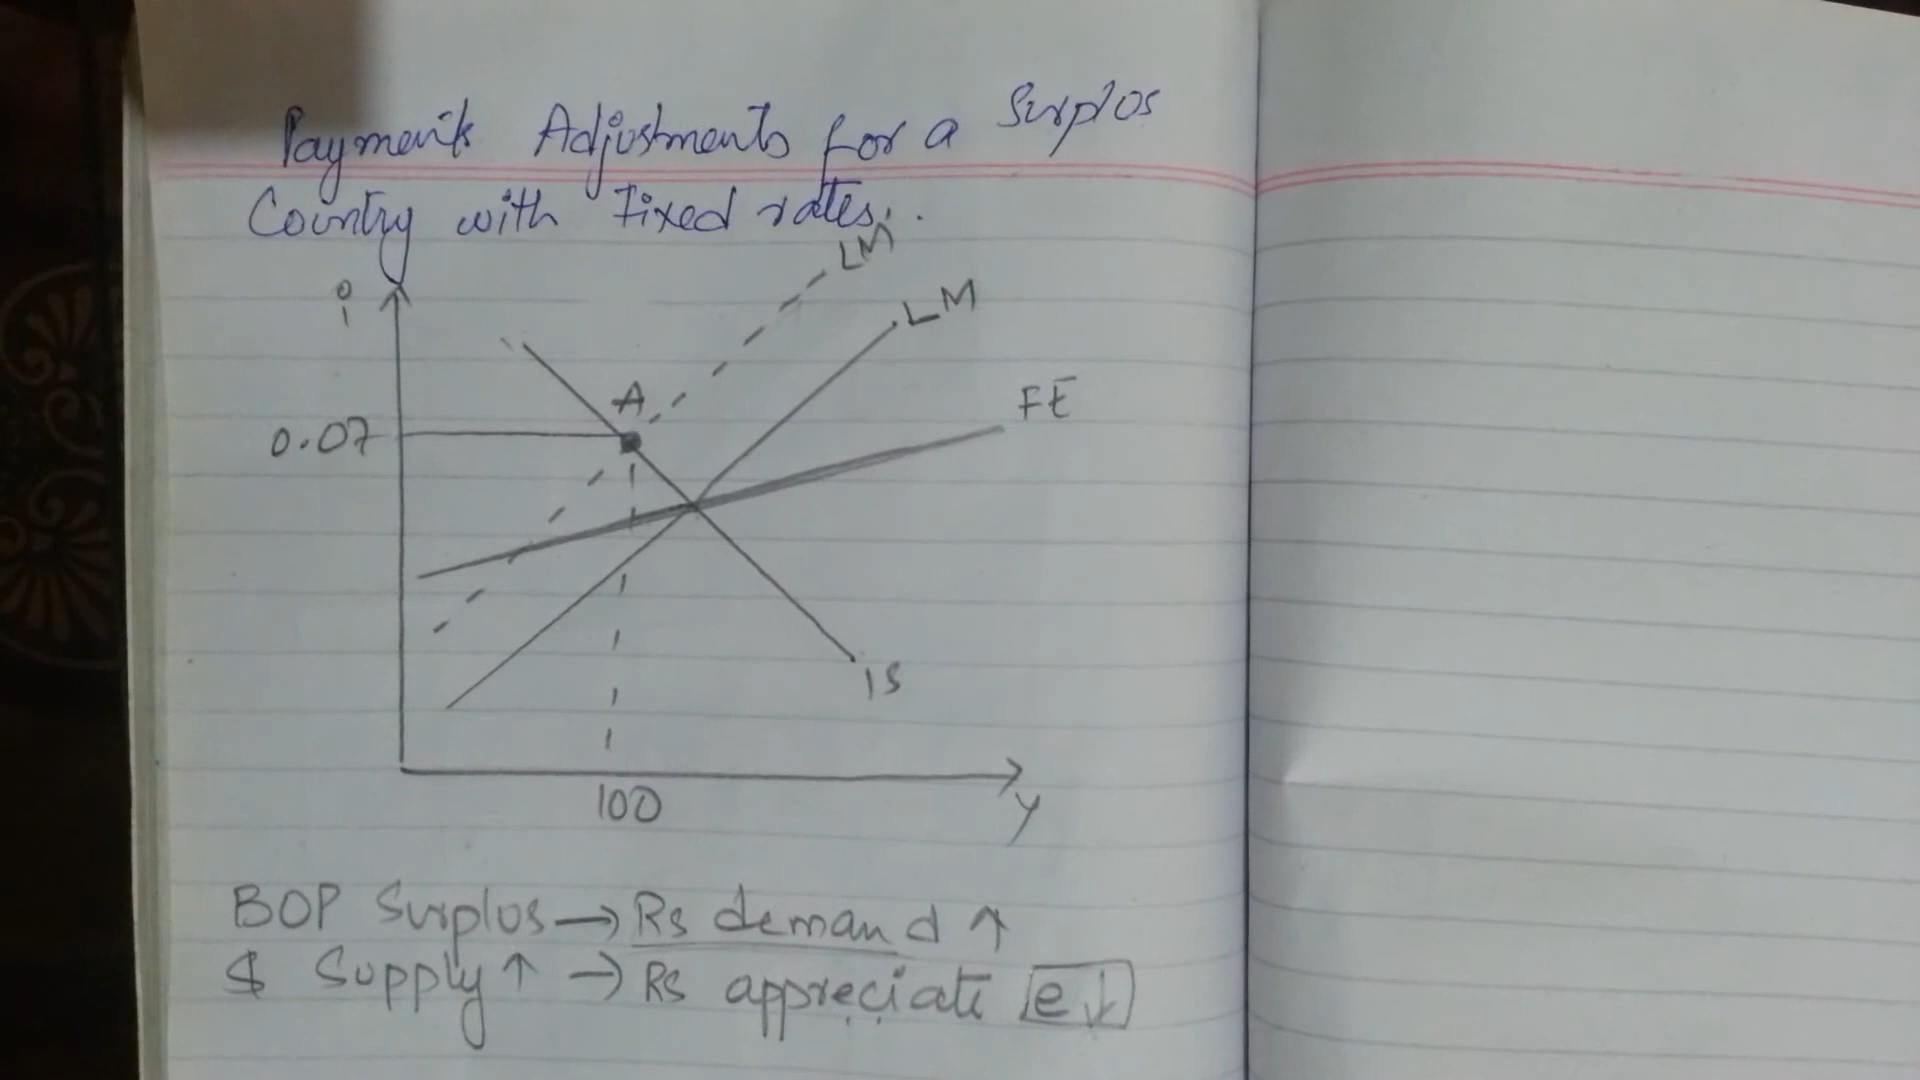 Payments Adjustments for a Surplus
Country with Fixed rates.
LM
i
LM
A
FE
0.07
IS
100
y
BOP Surplus → Rs demand ↑
$ Supply ↑ → Rs appreciate e↓